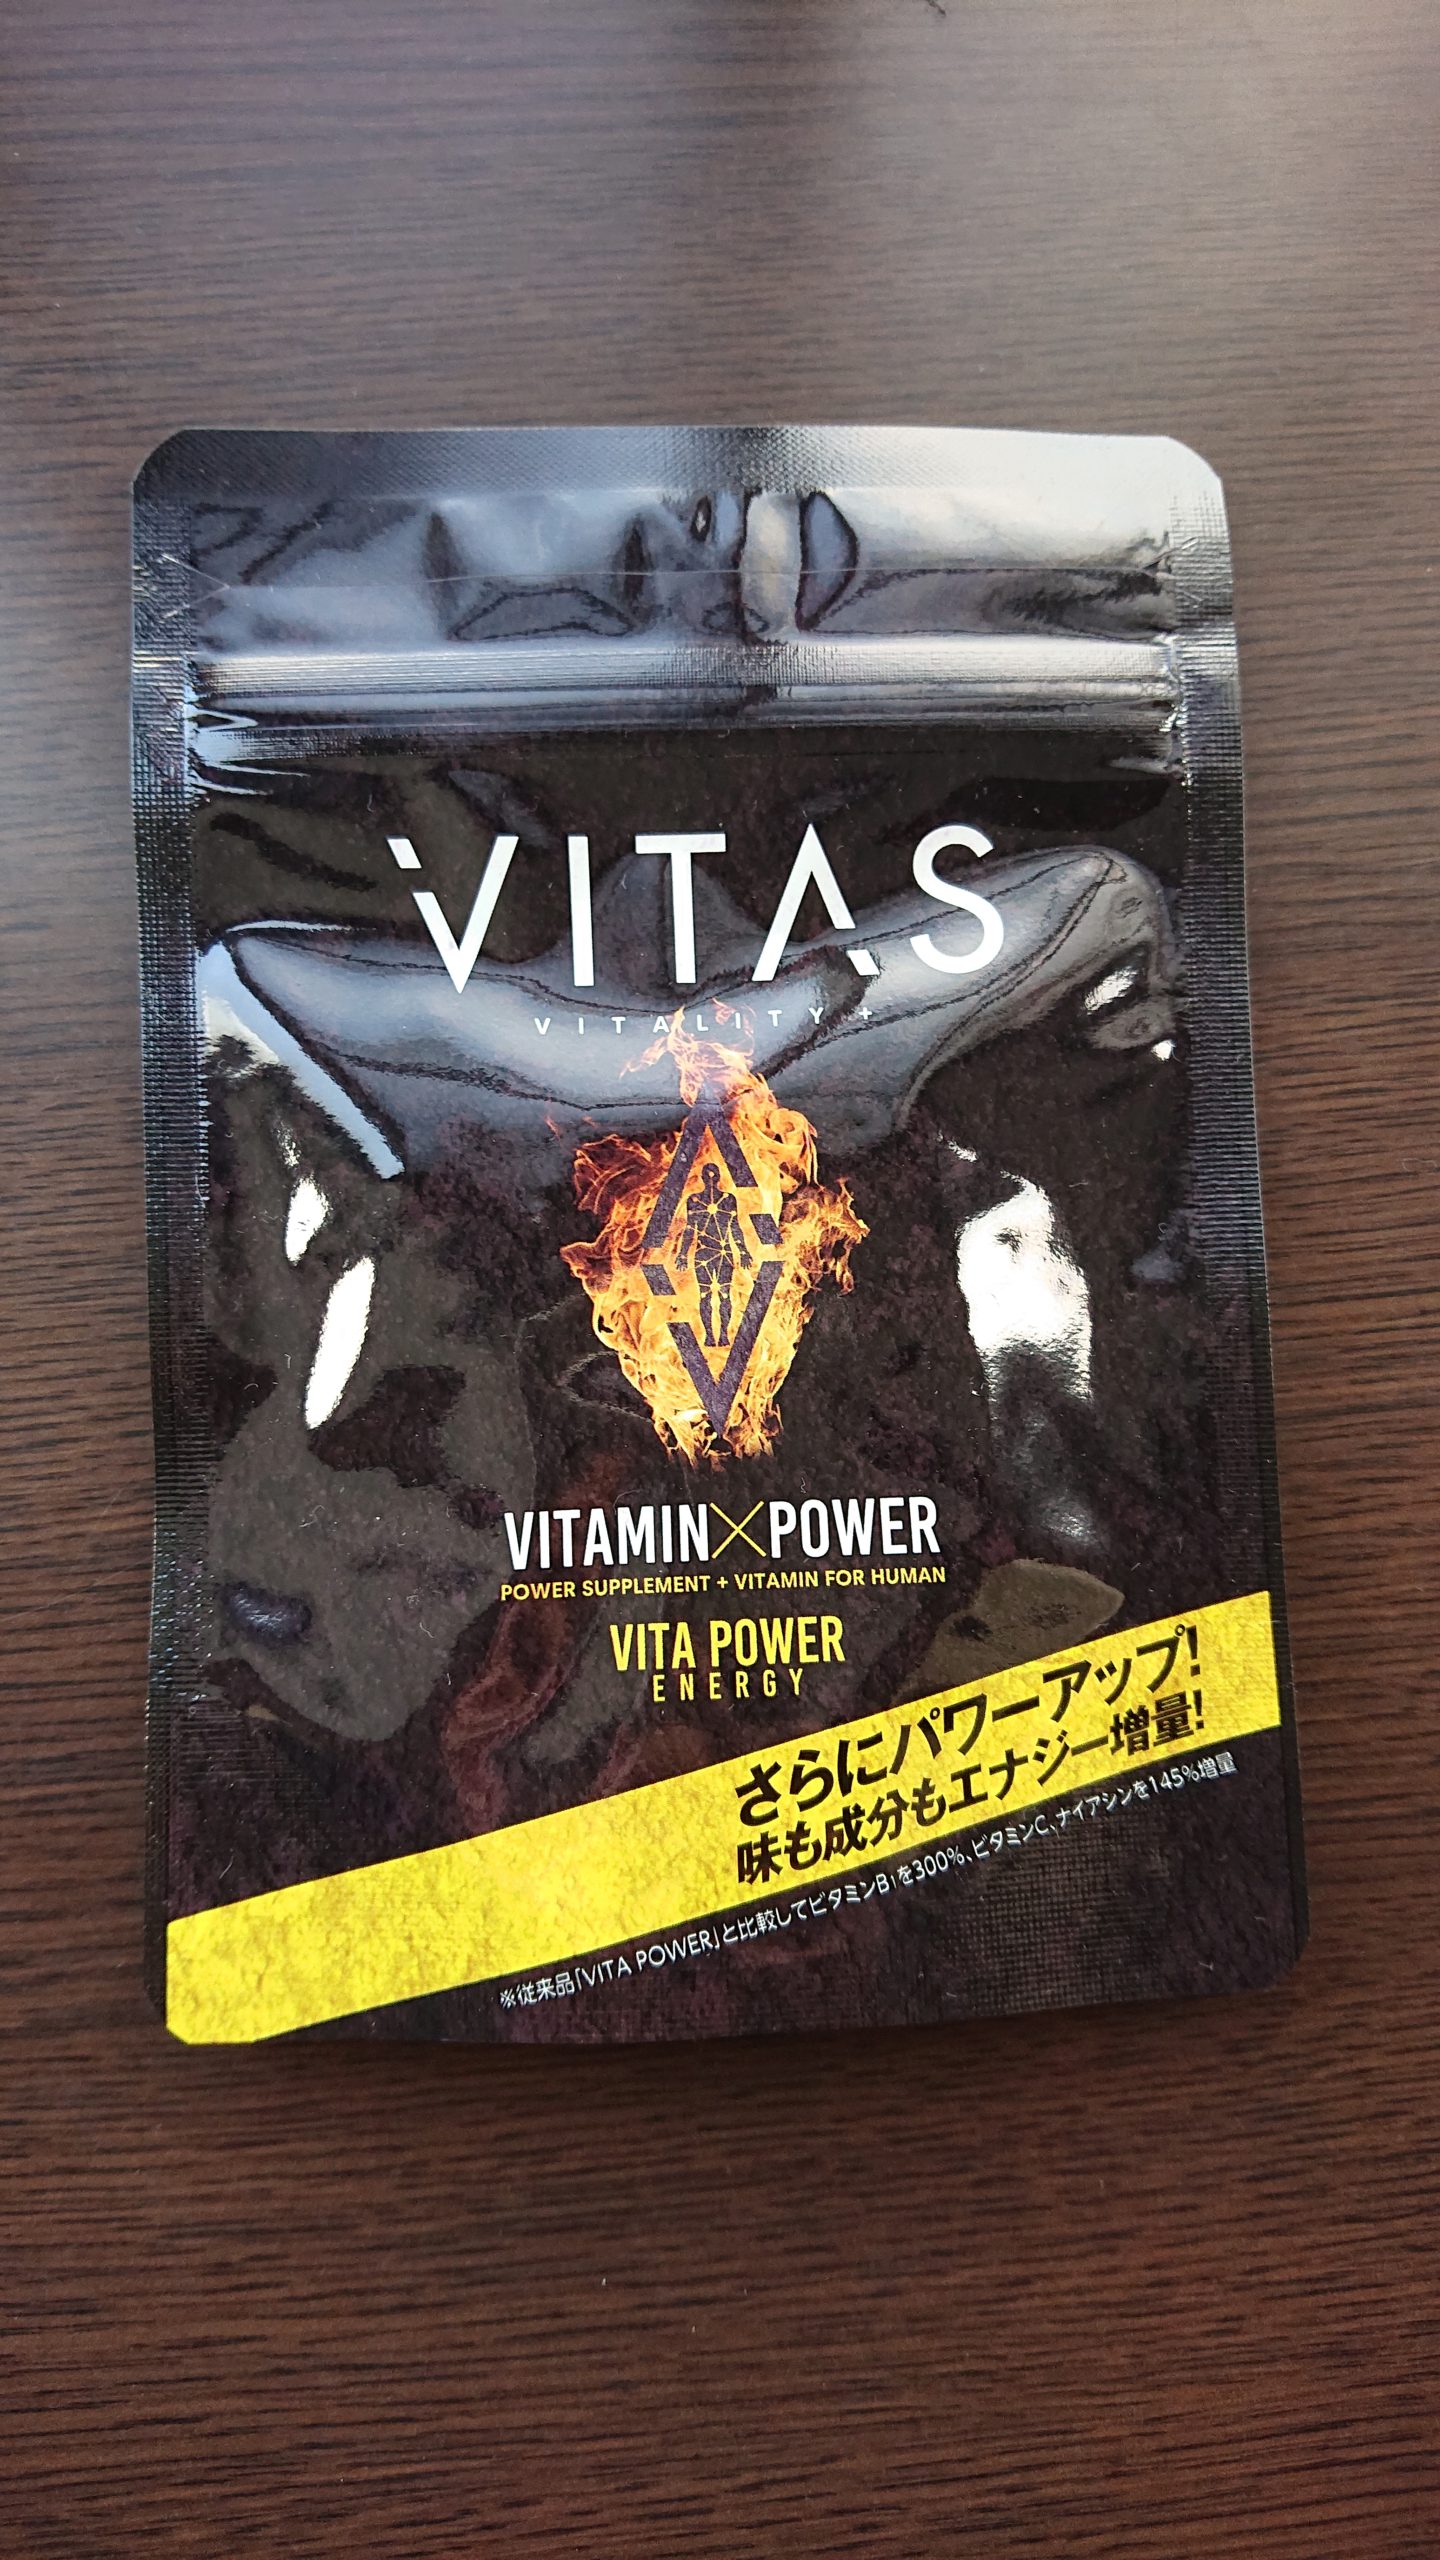 VITAS
VITALITY+
VITAMIN×POWER
POWER SUPPLEMENT + VITAMIN FOR HUMAN
VITA POWER
ENERGY
さらにパワーアップ!
味も成分もエナジー増量!
※従来品「VITA POWER」と比較してビタミンB1を300%、ビタミンC、ナイアシンを145%増量